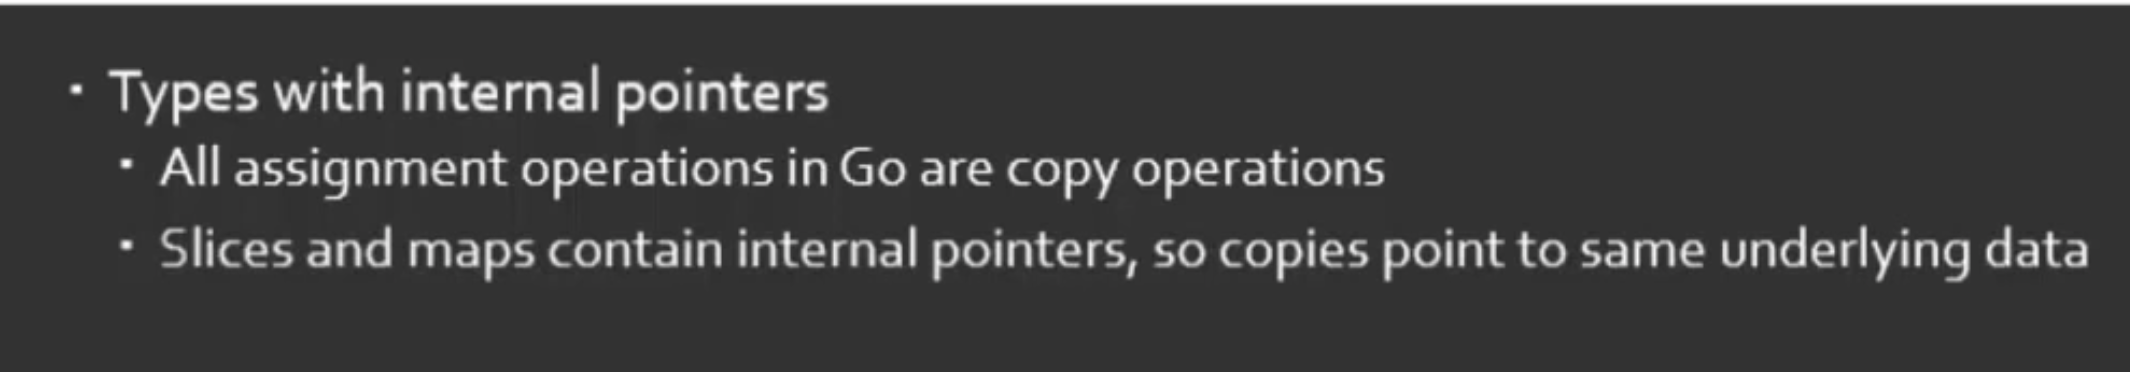 · Types with internal pointers
· All assignment operations in Go are copy operations
· Slices and maps contain internal pointers, so copies point to same underlying data